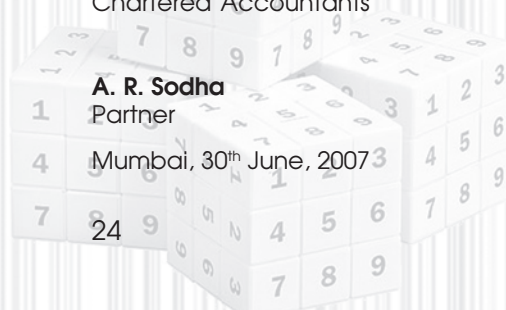 Chartered Accountants
A. R. Sodha
Partner
Mumbai, 30th June, 2007
24